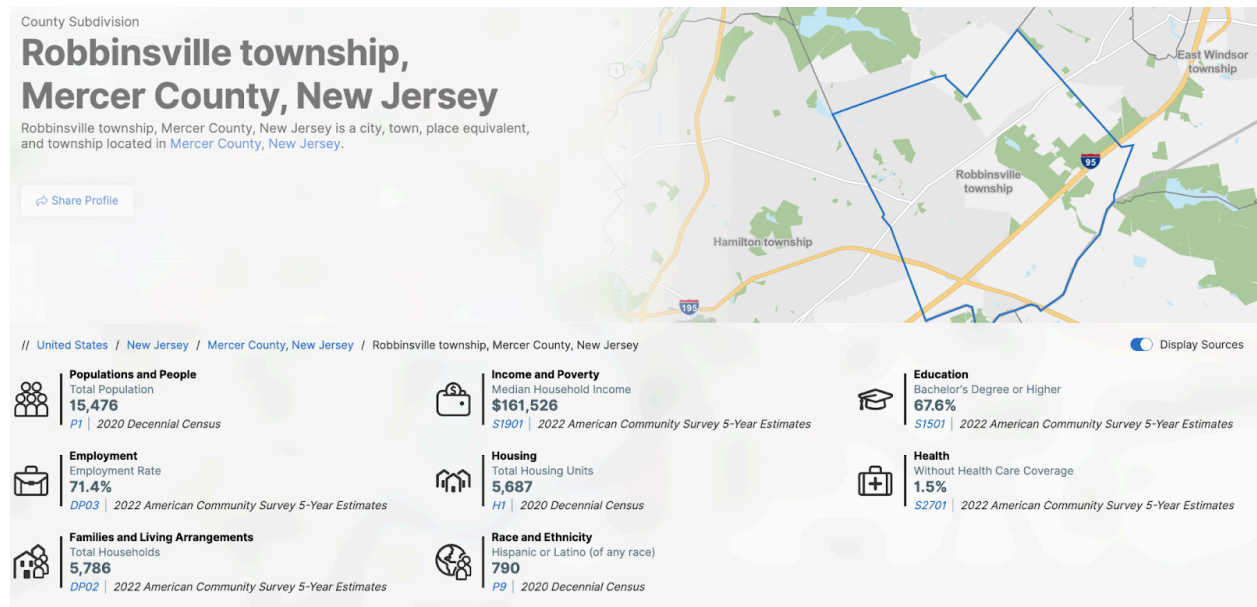 County Subdivision
Robbinsville township,
Mercer County, New Jersey
Robbinsville township, Mercer County, New Jersey is a city, town, place equivalent,
and township located in Mercer County, New Jersey.
Share Profile
East Windsor
township
95
Robbinsville
township
Hamilton township
195
// United States / New Jersey / Mercer County, New Jersey / Robbinsville township, Mercer County, New Jersey
Display Sources
Populations and People
Total Population
15,476
P1 | 2020 Decennial Census
Income and Poverty
Median Household Income
$161,526
S1901 | 2022 American Community Survey 5-Year Estimates
Education
Bachelor's Degree or Higher
67.6%
S1501 | 2022 American Community Survey 5-Year Estimates
Employment
Employment Rate
71.4%
DP03 | 2022 American Community Survey 5-Year Estimates
Housing
Total Housing Units
5,687
H1 | 2020 Decennial Census
Health
Without Health Care Coverage
1.5%
S2701 | 2022 American Community Survey 5-Year Estimates
Families and Living Arrangements
Total Households
5,786
DP02 | 2022 American Community Survey 5-Year Estimates
Race and Ethnicity
Hispanic or Latino (of any race)
790
P9 | 2020 Decennial Census